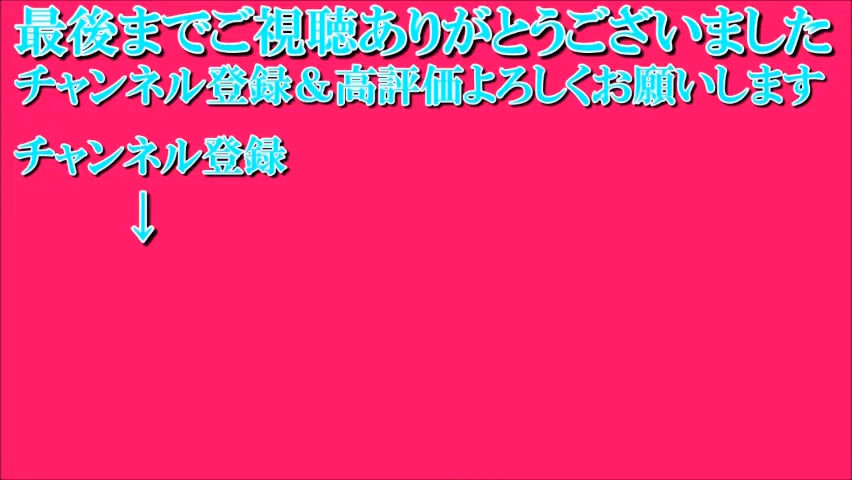 最後までご視聴ありがとうございました
チャンネル登録＆高評価よろしくお願いします
チャンネル登録
↓